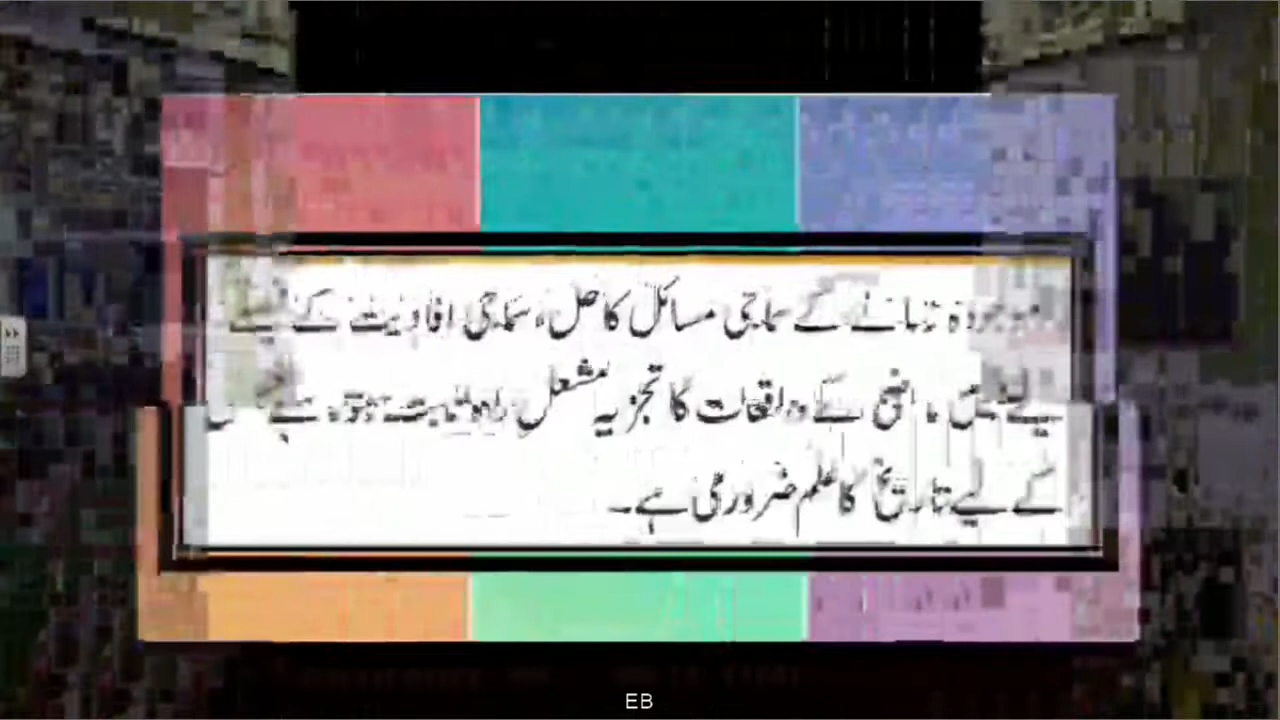 موجودہ زمانے کے سماجی مسائل کا حل، سماجی افادیت کے
لیے ماضی کے واقعات کا تجزیہ مشعل راہ ثابت ہوتا ہے
کے لیے تاریخ کا علم ضروری ہے۔
EB